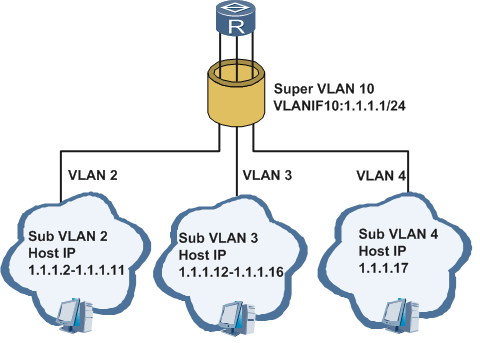 R
Super VLAN 10
VLANIF10:1.1.1.1/24
VLAN 2
VLAN 3
VLAN 4
Sub VLAN 2
Host IP
1.1.1.2-1.1.1.11
Sub VLAN 3
Host IP
1.1.1.12-1.1.1.16
Sub VLAN 4
Host IP
1.1.1.17